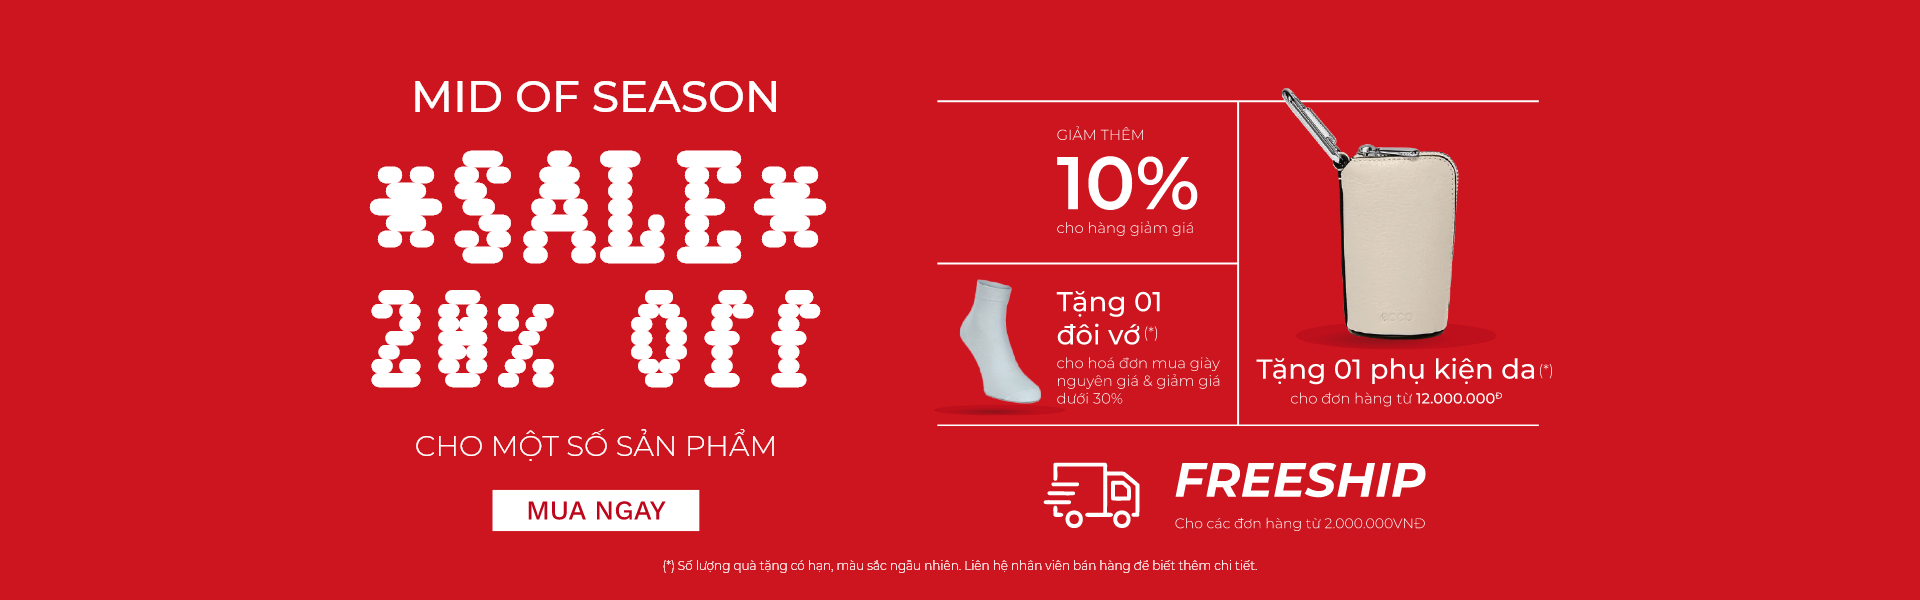 MID OF SEASON
*SALE*
20% OFF
CHO MỘT SỐ SẢN PHẨM
MUA NGAY
GIẢM THÊM
10%
cho hàng giảm giá
Tặng 01
đôi vớ (*)
cho hoá đơn mua giày
nguyên giá & giảm giá
dưới 30%
ecco
Tặng 01 phụ kiện da (*)
cho đơn hàng từ 12.000.000Đ
FREESHIP
Cho các đơn hàng từ 2.000.000VNĐ
(*) Số lượng quà tặng có hạn, màu sắc ngẫu nhiên. Liên hệ nhân viên bán hàng để biết thêm chi tiết.